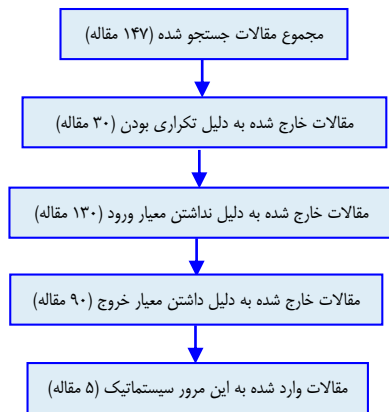 مجموع مقالات جستجو شده (۱۴۷ مقاله)
مقالات خارج شده به دلیل تکراری بودن (۳۰ مقاله)
مقالات خارج شده به دلیل نداشتن معیار ورود (۱۳۰ مقاله)
مقالات خارج شده به دلیل داشتن معیار خروج (۹۰ مقاله)
مقالات وارد شده به این مرور سیستماتیک (۵ مقاله)